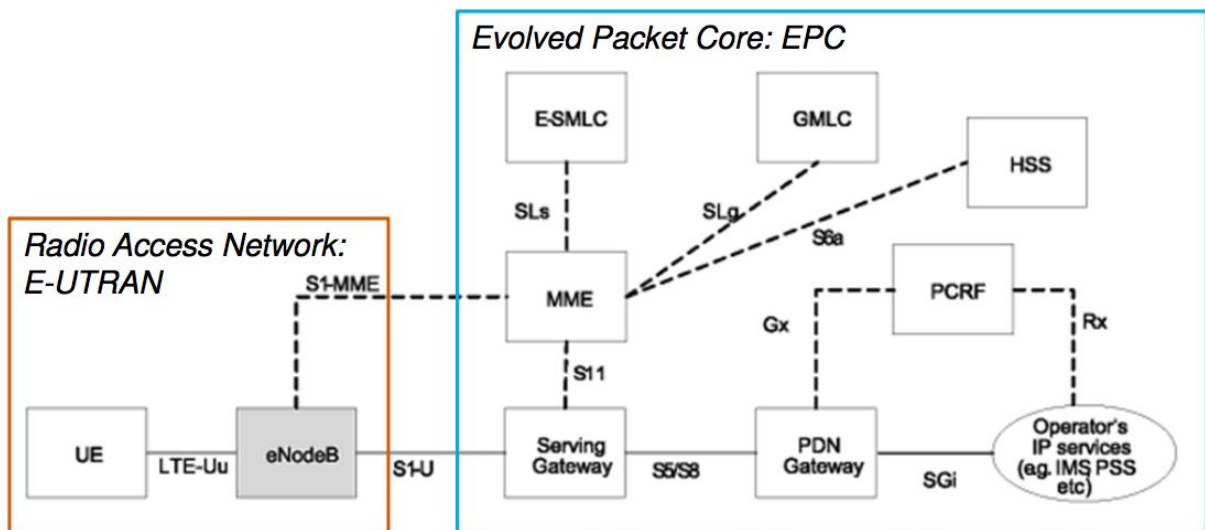 Evolved Packet Core: EPC
E-SMLC
GMLC
HSS
SLs
SLg
S6a
Radio Access Network:
E-UTRAN
S1-MME
MME
PCRF
Gx
Rx
S11
UE
LTE-Uu
eNodeB
S1-U
Serving
Gateway
S5/S8
PDN
Gateway
SGi
Operator's
IP services
(eg. IMS, PSS
etc)